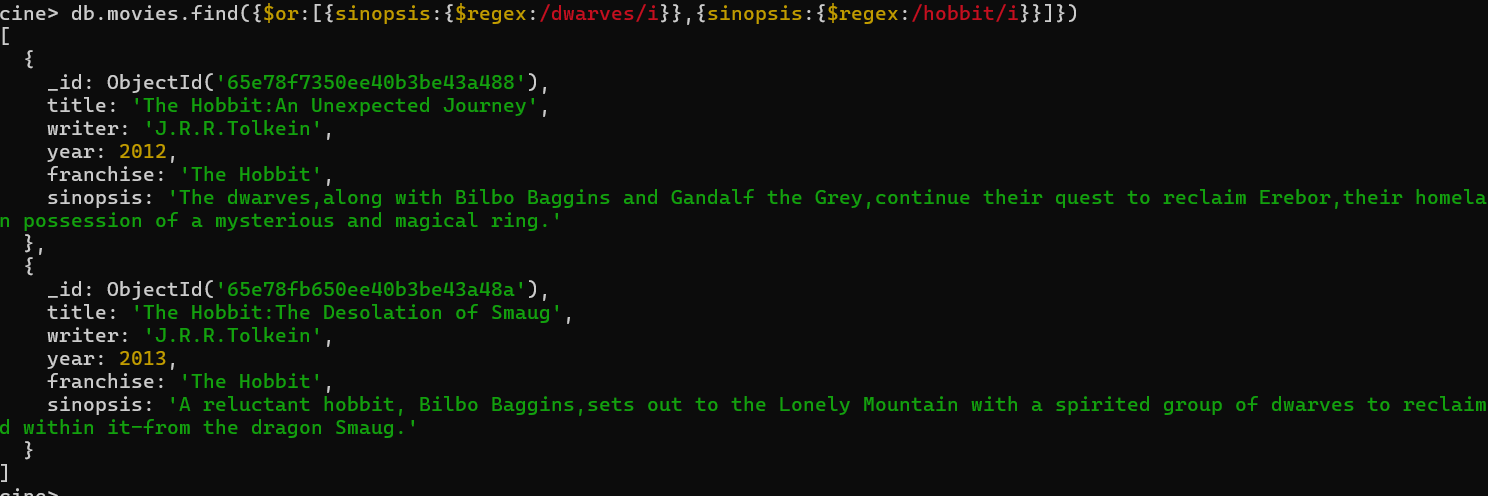 cine> db.movies.find({$or:[{sinopsis:{$regex:/dwarves/i}},{sinopsis:{$regex:/hobbit/i}}]})
[
  {
    _id: ObjectId('65e78f7350ee40b3be43a488'),
    title: 'The Hobbit:An Unexpected Journey',
    writer: 'J.R.R.Tolkein',
    year: 2012,
    franchise: 'The Hobbit',
    sinopsis: 'The dwarves,along with Bilbo Baggins and Gandalf the Grey,continue their quest to reclaim Erebor,their homela
n possession of a mysterious and magical ring.'
  },
  {
    _id: ObjectId('65e78fb650ee40b3be43a48a'),
    title: 'The Hobbit:The Desolation of Smaug',
    writer: 'J.R.R.Tolkein',
    year: 2013,
    franchise: 'The Hobbit',
    sinopsis: 'A reluctant hobbit, Bilbo Baggins,sets out to the Lonely Mountain with a spirited group of dwarves to reclaim
d within it-from the dragon Smaug.'
  }
]
cine>